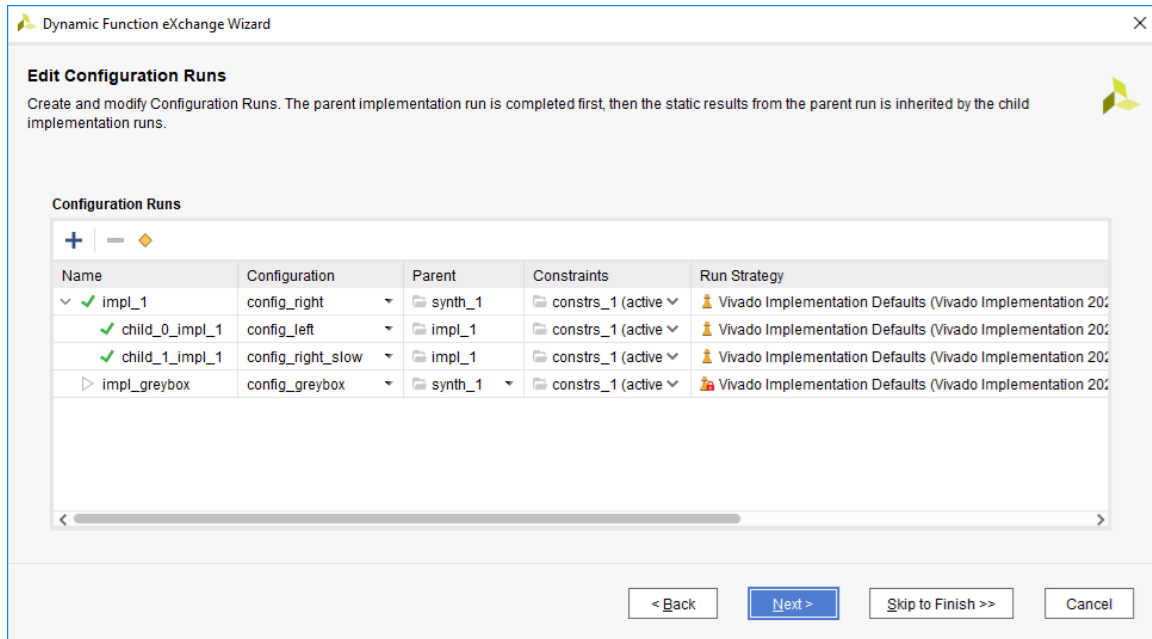 Dynamic Function eXchange Wizard
Edit Configuration Runs
Create and modify Configuration Runs. The parent implementation run is completed first, then the static results from the parent run is inherited by the child
implementation runs.
Configuration Runs
Name Configuration Parent Constraints Run Strategy
impl_1 config_right synth_1 constrs_1 (active Vivado Implementation Defaults (Vivado Implementation 202
child_0_impl_1 config_left impl_1 constrs_1 (active Vivado Implementation Defaults (Vivado Implementation 202
child_1_impl_1 config_right_slow impl_1 constrs_1 (active Vivado Implementation Defaults (Vivado Implementation 202
impl_greybox config_greybox synth_1 constrs_1 (active Vivado Implementation Defaults (Vivado Implementation 202
< Back Next > Skip to Finish >> Cancel